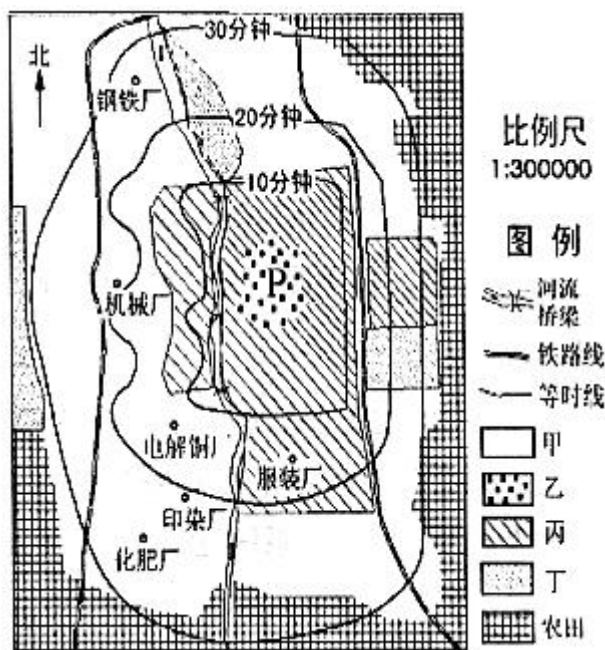 30分钟
北
钢铁厂
20分钟
10分钟
P
机械厂
电解铜厂
服装厂
印染厂
化肥厂
比例尺
1:300000
图 例
河流
桥梁
铁路线
等时线
甲
乙
丙
丁
农田